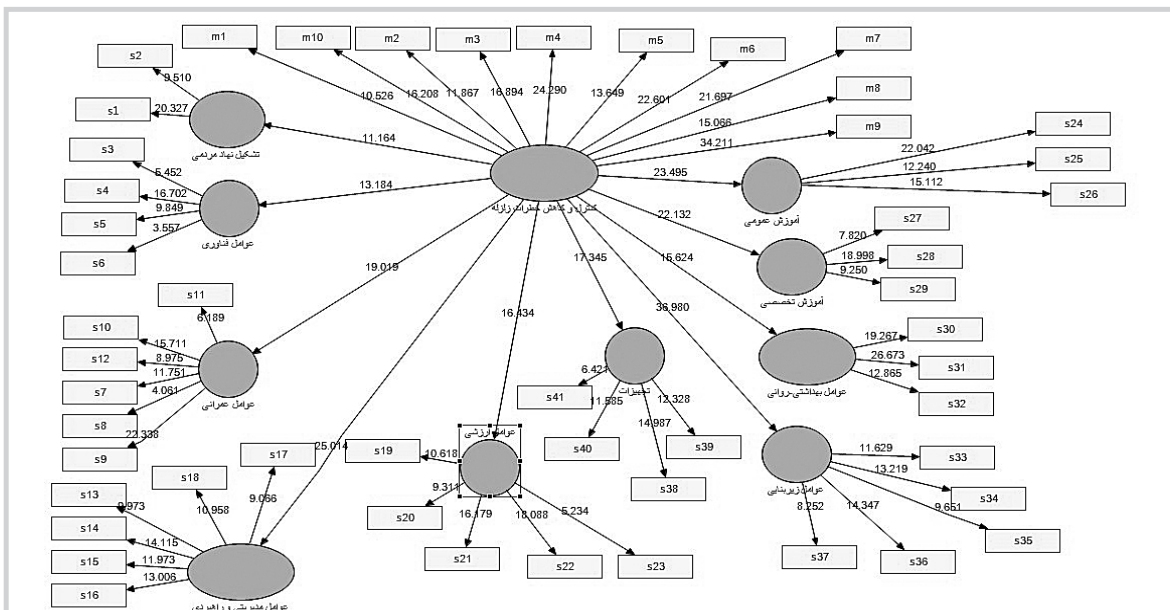 m1
m10
m2
m3
m4
m5
m6
m7
m8
m9
10.526
16.208
11.867
16.894
24.290
13.649
22.601
21.697
15.066
34.211
s2
9.510
s1
20.327
تشکیل نهاد مردمی
11.164
s3
s4
16.702
s5
9.849
s6
3.557
عوامل فناوری
13.184
کنترل و کاهش خطرات زلزله
23.495
s24
22.042
s25
12.240
s26
15.112
آموزش عمومی
22.132
s27
7.820
s28
18.998
s29
9.250
آموزش تخصصی
15.624
s30
19.267
s31
26.673
s32
12.865
عوامل بهداشتی-روانی
36.980
s33
11.629
s34
13.219
s35
9.651
s36
14.347
s37
8.252
عوامل زیربنایی
17.345
s41
6.421
s40
11.585
s38
14.987
s39
12.328
تجهیزات
16.434
عوامل ارزشی
s19
10.618
s20
9.311
s21
16.179
s22
18.088
s23
5.234
19.019
s11
6.189
s10
15.711
s12
8.975
s7
11.751
s8
4.061
s9
22.338
عوامل عمرانی
25.014
s17
9.066
s18
10.958
s13
s14
14.115
s15
11.973
s16
13.006
عوامل مدیریتی و راهبردی